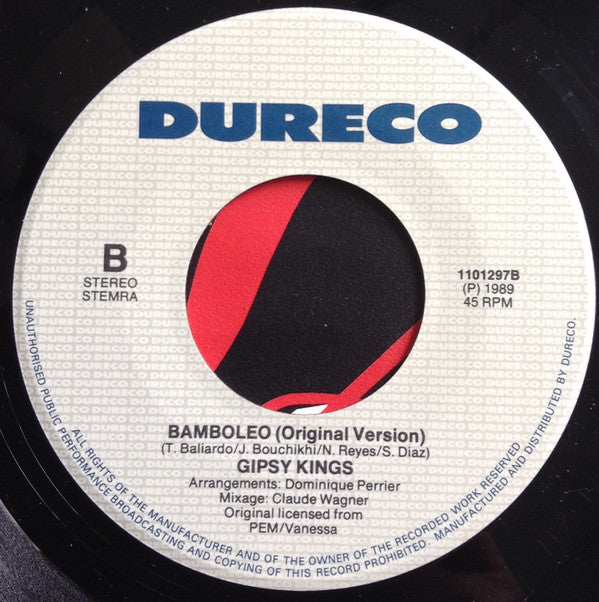 DURECO
B
STEREO
STEMRA
1101297B
(P) 1989
45 RPM
BAMBOLEO (Original Version)
(T. Baliardo/J. Bouchikhi/N. Reyes/S. Diaz)
GIPSY KINGS
Arrangements: Dominique Perrier
Mixage: Claude Wagner
Original licensed from
PEM/Vanessa
ALL RIGHTS OF THE MANUFACTURER AND OF THE OWNER OF THE RECORDED WORK RESERVED
UNAUTHORISED PUBLIC PERFORMANCE BROADCASTING AND COPYING OF THIS RECORD PROHIBITED - MANUFACTURED AND DISTRIBUTED BY DURECO.